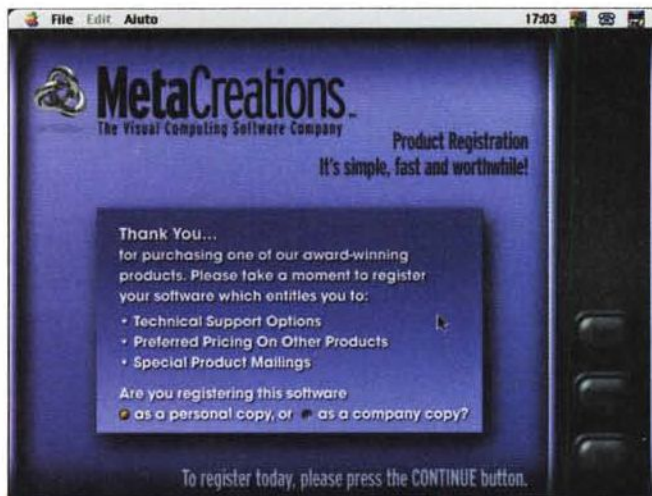 File Edit Aiuto 17:03
MetaCreations™
The Visual Computing Software Company
Product Registration
It's simple, fast and worthwhile!
Thank You...
for purchasing one of our award-winning
products. Please take a moment to register
your software which entitles you to:
• Technical Support Options
• Preferred Pricing On Other Products
• Special Product Mailings
Are you registering this software
as a personal copy, or as a company copy?
To register today, please press the CONTINUE button.